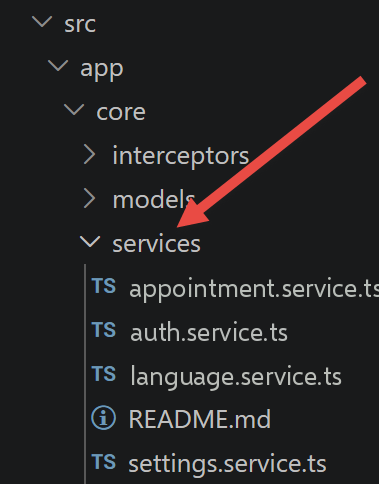 src
app
core
interceptors
models
services
TS appointment.service.ts
TS auth.service.ts
TS language.service.ts
README.md
TS settings.service.ts